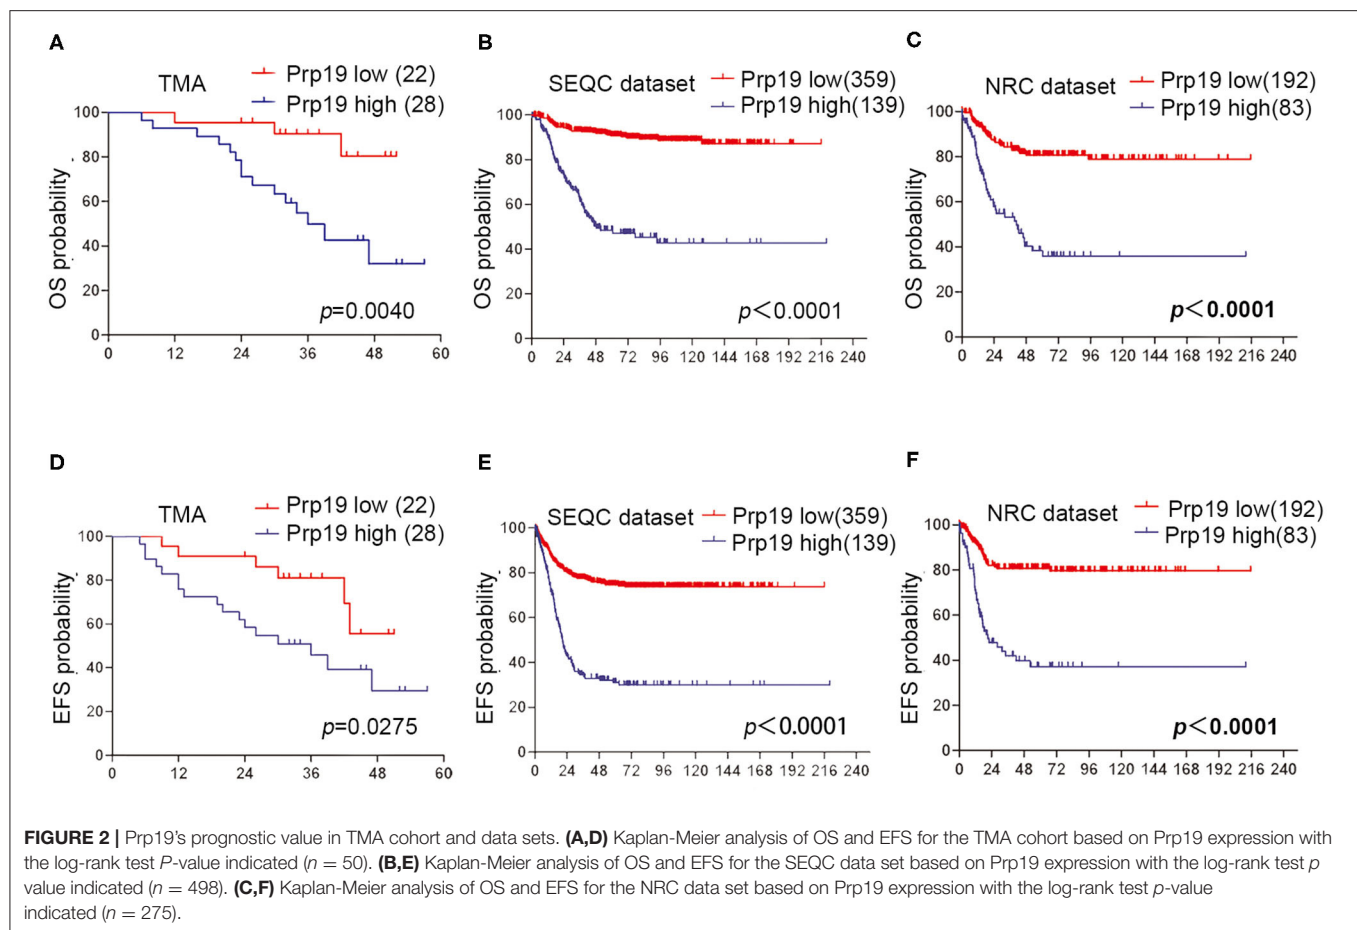 A
TMA
Prp19 low (22)
Prp19 high (28)
OS probability
100
80
60
40
20
0
p=0.0040
0 12 24 36 48 60
B
SEQC dataset
Prp19 low(359)
Prp19 high(139)
OS probability
100
80
60
40
20
0
p<0.0001
0 24 48 72 96 120 144 168 192 216 240
C
NRC dataset
Prp19 low(192)
Prp19 high(83)
OS probability
100
80
60
40
20
0
p<0.0001
0 24 48 72 96 120 144 168 192 216 240
D
TMA
Prp19 low (22)
Prp19 high (28)
EFS probability
100
80
60
40
20
0
p=0.0275
0 12 24 36 48 60
E
SEQC dataset
Prp19 low(359)
Prp19 high(139)
EFS probability
100
80
60
40
20
0
p<0.0001
0 24 48 72 96 120 144 168 192 216 240
F
NRC dataset
Prp19 low(192)
Prp19 high(83)
EFS probability
100
80
60
40
20
0
p<0.0001
0 24 48 72 96 120 144 168 192 216 240
FIGURE 2 | Prp19's prognostic value in TMA cohort and data sets. (A,D) Kaplan-Meier analysis of OS and EFS for the TMA cohort based on Prp19 expression with
the log-rank test P-value indicated (n = 50). (B,E) Kaplan-Meier analysis of OS and EFS for the SEQC data set based on Prp19 expression with the log-rank test p
value indicated (n = 498). (C,F) Kaplan-Meier analysis of OS and EFS for the NRC data set based on Prp19 expression with the log-rank test p-value
indicated (n = 275).